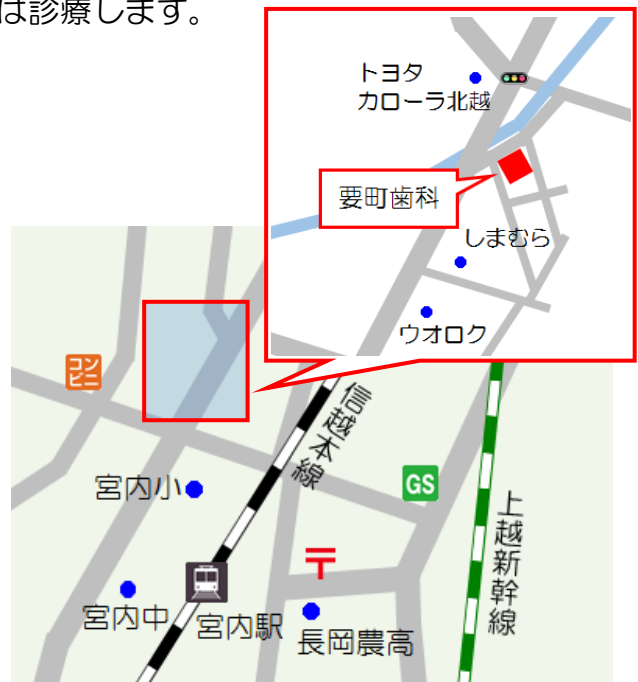 は診療します。
トヨタ
カローラ北越
要町歯科
しまむら
ウオロク
コン
ビニ
信越本線
宮内小
GS
上越新幹線
宮内中
宮内駅
長岡農高